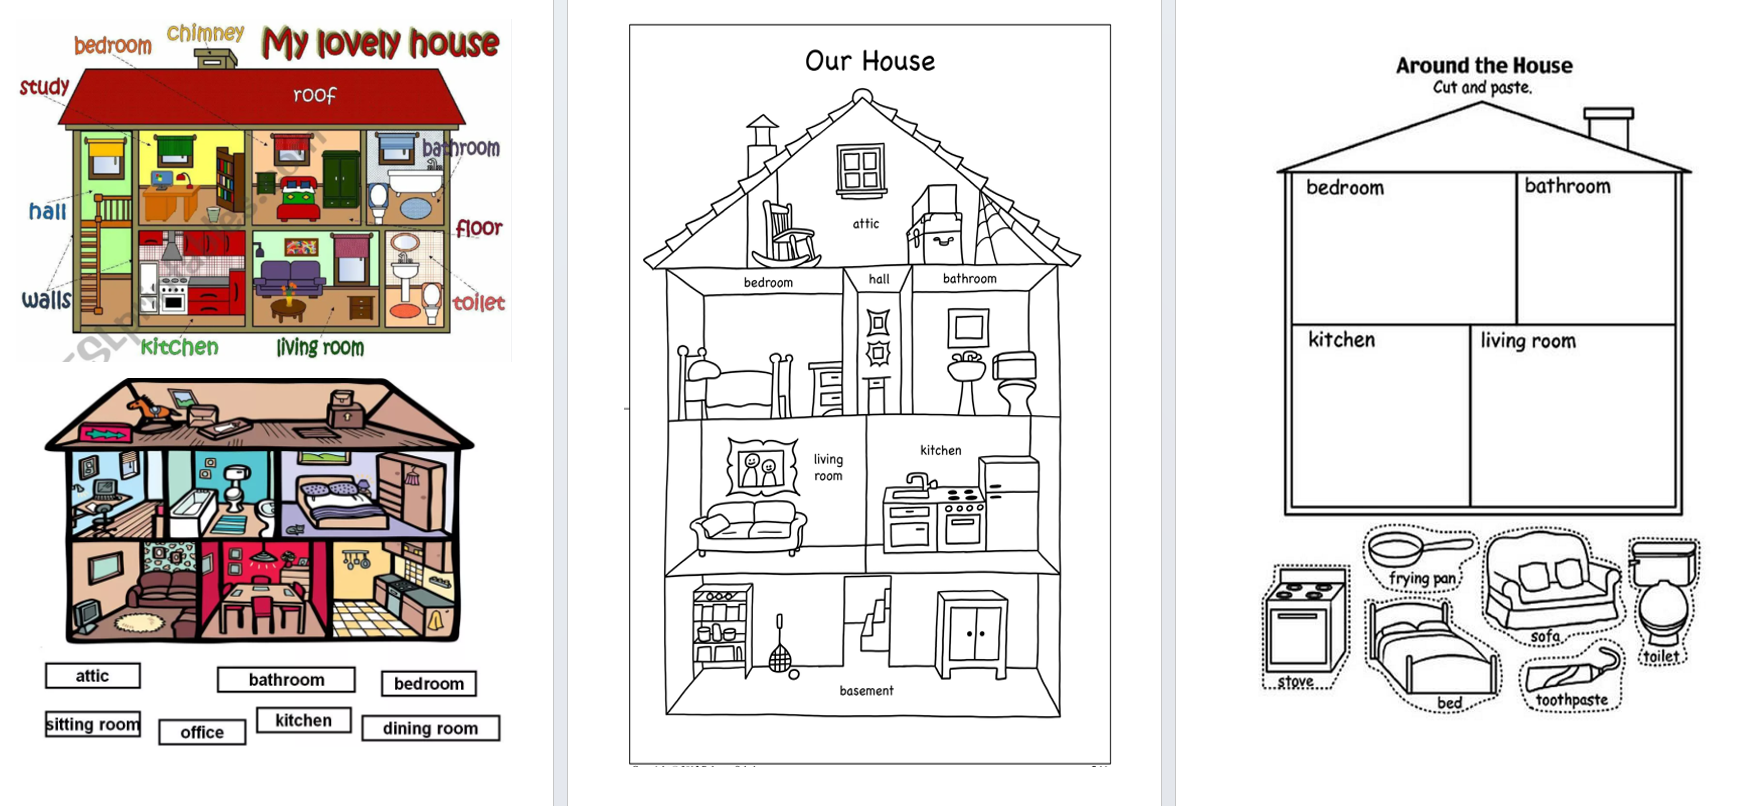 My lovely house
chimney
bedroom
study
roof
bathroom
hall
floor
walls
toilet
kitchen
living room
attic
bathroom
bedroom
sitting room
office
kitchen
dining room
Our House
attic
bedroom
hall
bathroom
living
room
kitchen
basement
Around the House
Cut and paste.
bedroom
bathroom
kitchen
living room
frying pan
sofa
toilet
stove
bed
toothpaste